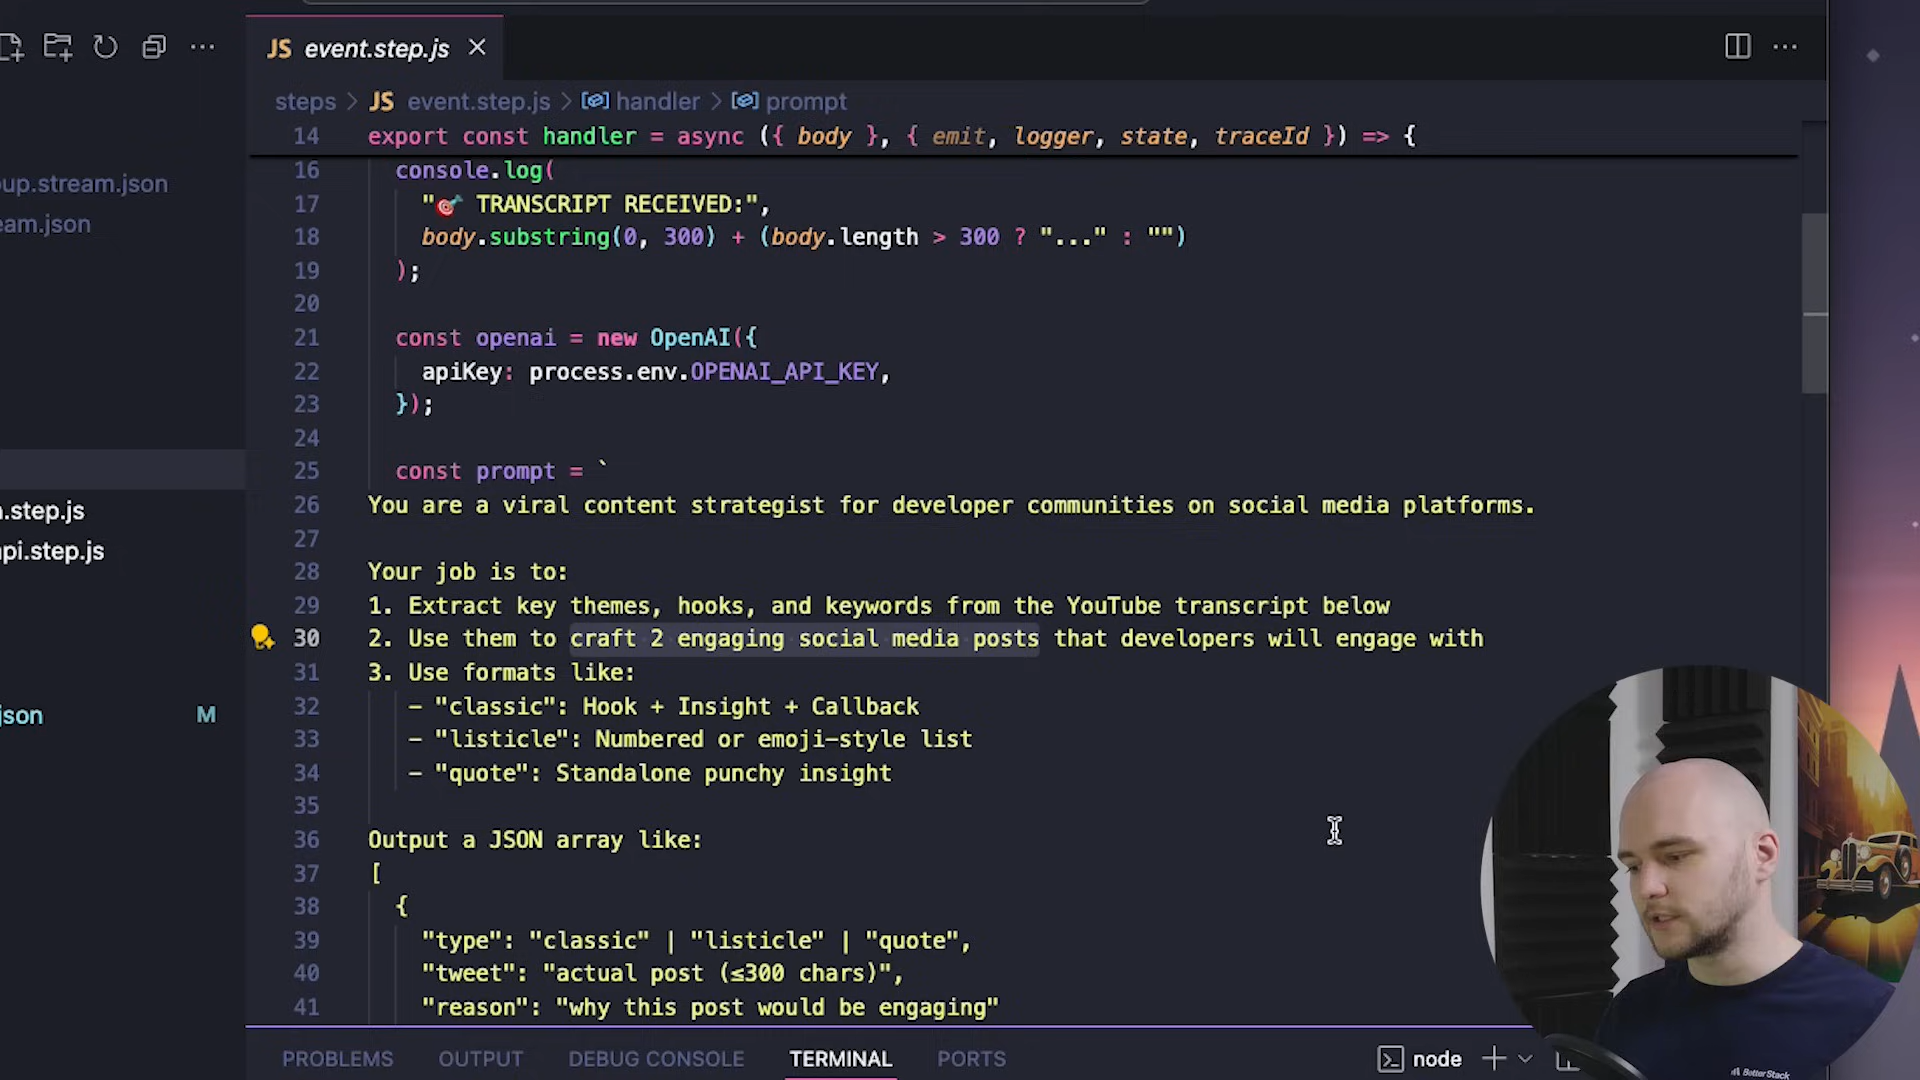 JS event.step.js
steps > JS event.step.js > handler > prompt
14 export const handler = async ({ body }, { emit, logger, state, traceId }) => {
16 console.log(
17 "🎯 TRANSCRIPT RECEIVED:",
18 body.substring(0, 300) + (body.length > 300 ? "..." : "")
19 );
20
21 const openai = new OpenAI({
22 apiKey: process.env.OPENAI_API_KEY,
23 });
24
25 const prompt = `
26 You are a viral content strategist for developer communities on social media platforms.
27
28 Your job is to:
29 1. Extract key themes, hooks, and keywords from the YouTube transcript below
30 2. Use them to craft 2 engaging social media posts that developers will engage with
31 3. Use formats like:
32 - "classic": Hook + Insight + Callback
33 - "listicle": Numbered or emoji-style list
34 - "quote": Standalone punchy insight
35
36 Output a JSON array like:
37 [
38 {
39 "type": "classic" | "listicle" | "quote",
40 "tweet": "actual post (≤300 chars)",
41 "reason": "why this post would be engaging"
oup.stream.json
eam.json
.step.js
pi.step.js
json M
PROBLEMS OUTPUT DEBUG CONSOLE TERMINAL PORTS
node
Better Stack